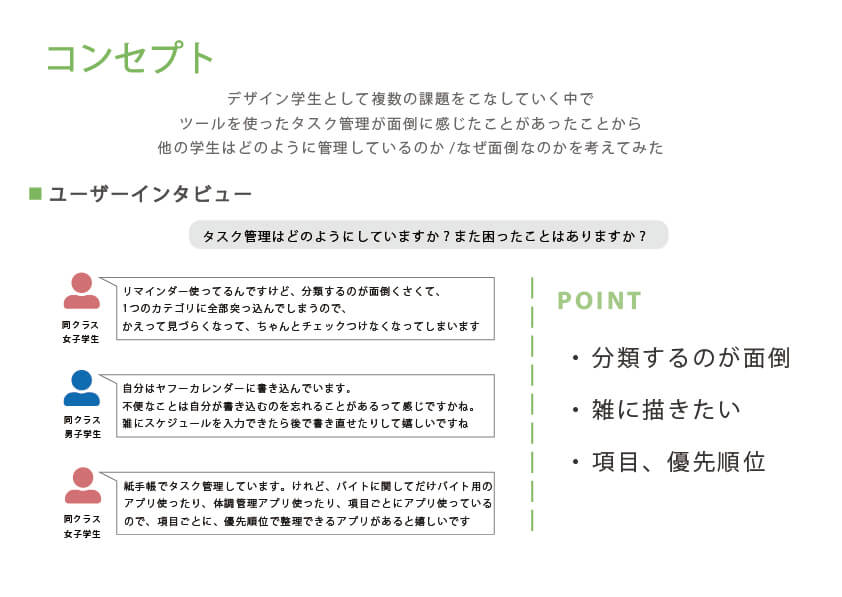 コンセプト
デザイン学生として複数の課題をこなしていく中で
ツールを使ったタスク管理が面倒に感じたことがあったことから
他の学生はどのように管理しているのか /なぜ面倒なのかを考えてみた
ユーザーインタビュー
タスク管理はどのようにしていますか?また困ったことはありますか?
リマインダー使ってるんですけど、分類するのが面倒くさくて、
1つのカテゴリに全部突っ込んでしまうので、
かえって見づらくなって、ちゃんとチェックつけなくなってしまいます
同クラス
女子学生
自分はヤフーカレンダーに書き込んでいます。
不便なことは自分が書き込むのを忘れることがあるって感じですかね。
雑にスケジュールを入力できたら後で書き直せたりして嬉しいですね
同クラス
男子学生
紙手帳でタスク管理しています。けれど、バイトに関してだけバイト用の
アプリ使ったり、体調管理アプリ使ったり、項目ごとにアプリ使っている
ので、項目ごとに、優先順位で整理できるアプリがあると嬉しいです
同クラス
女子学生
POINT
・分類するのが面倒
・雑に描きたい
・項目、優先順位